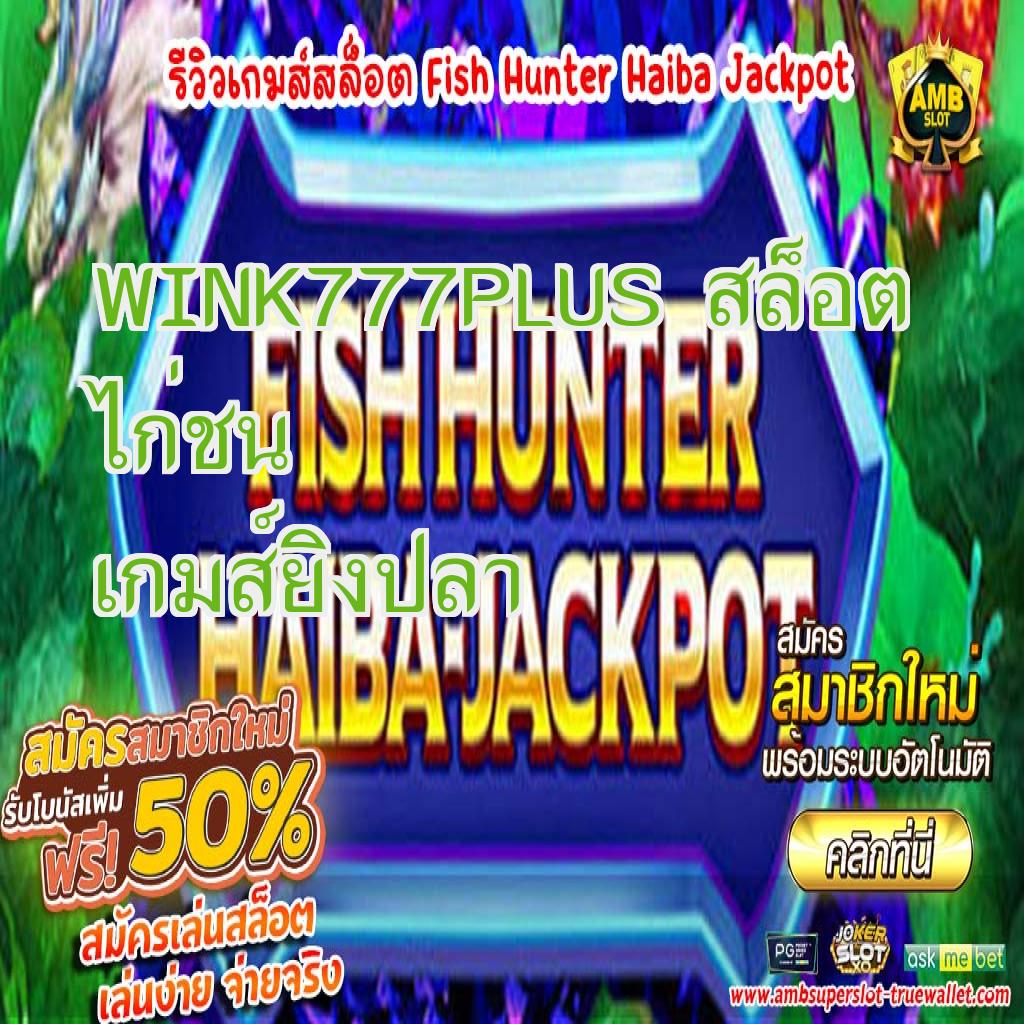 รีวิวเกมส์สล็อต Fish Hunter Haiba Jackpot
AMB
SLOT
WINK777PLUS สล็อต
ไก่ชน
เกมส์ยิงปลา
FISH HUNTER
HAIBA JACKPOT
สมัคร
สมาชิกใหม่
พร้อมระบบอัตโนมัติ
คลิกที่นี่
สมัครสมาชิกใหม่
รับโบนัสเพิ่ม
ฟรี! 50%
สมัครเล่นสล็อต
เล่นง่าย จ่ายจริง
PG
JOKER
SLOT
XO
ask me bet
www.ambsuperslot-truewallet.com